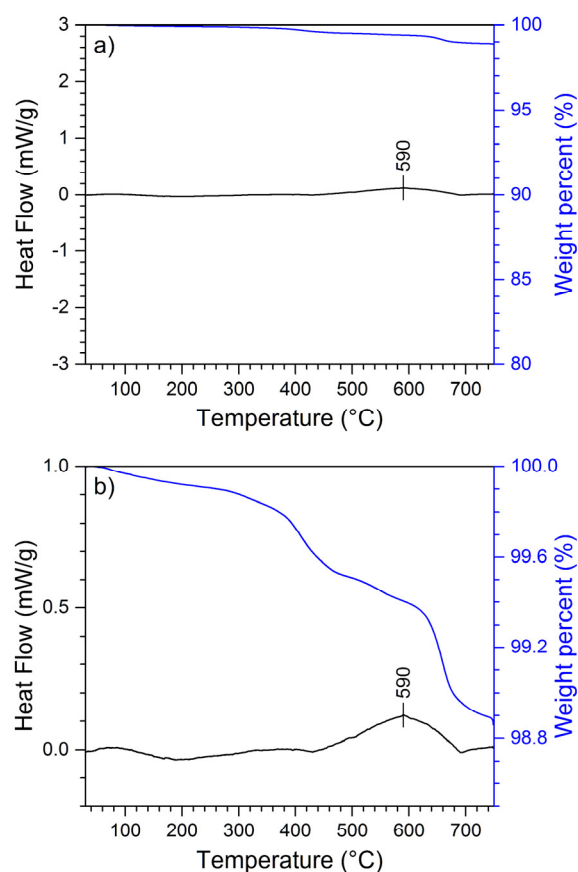 a)
590
Heat Flow (mW/g)
3
2
1
0
-1
-2
-3
Weight percent (%)
100
95
90
85
80
100 200 300 400 500 600 700
Temperature (°C)
b)
590
Heat Flow (mW/g)
1.0
0.5
0.0
Weight percent (%)
100.0
99.6
99.2
98.8
100 200 300 400 500 600 700
Temperature (°C)